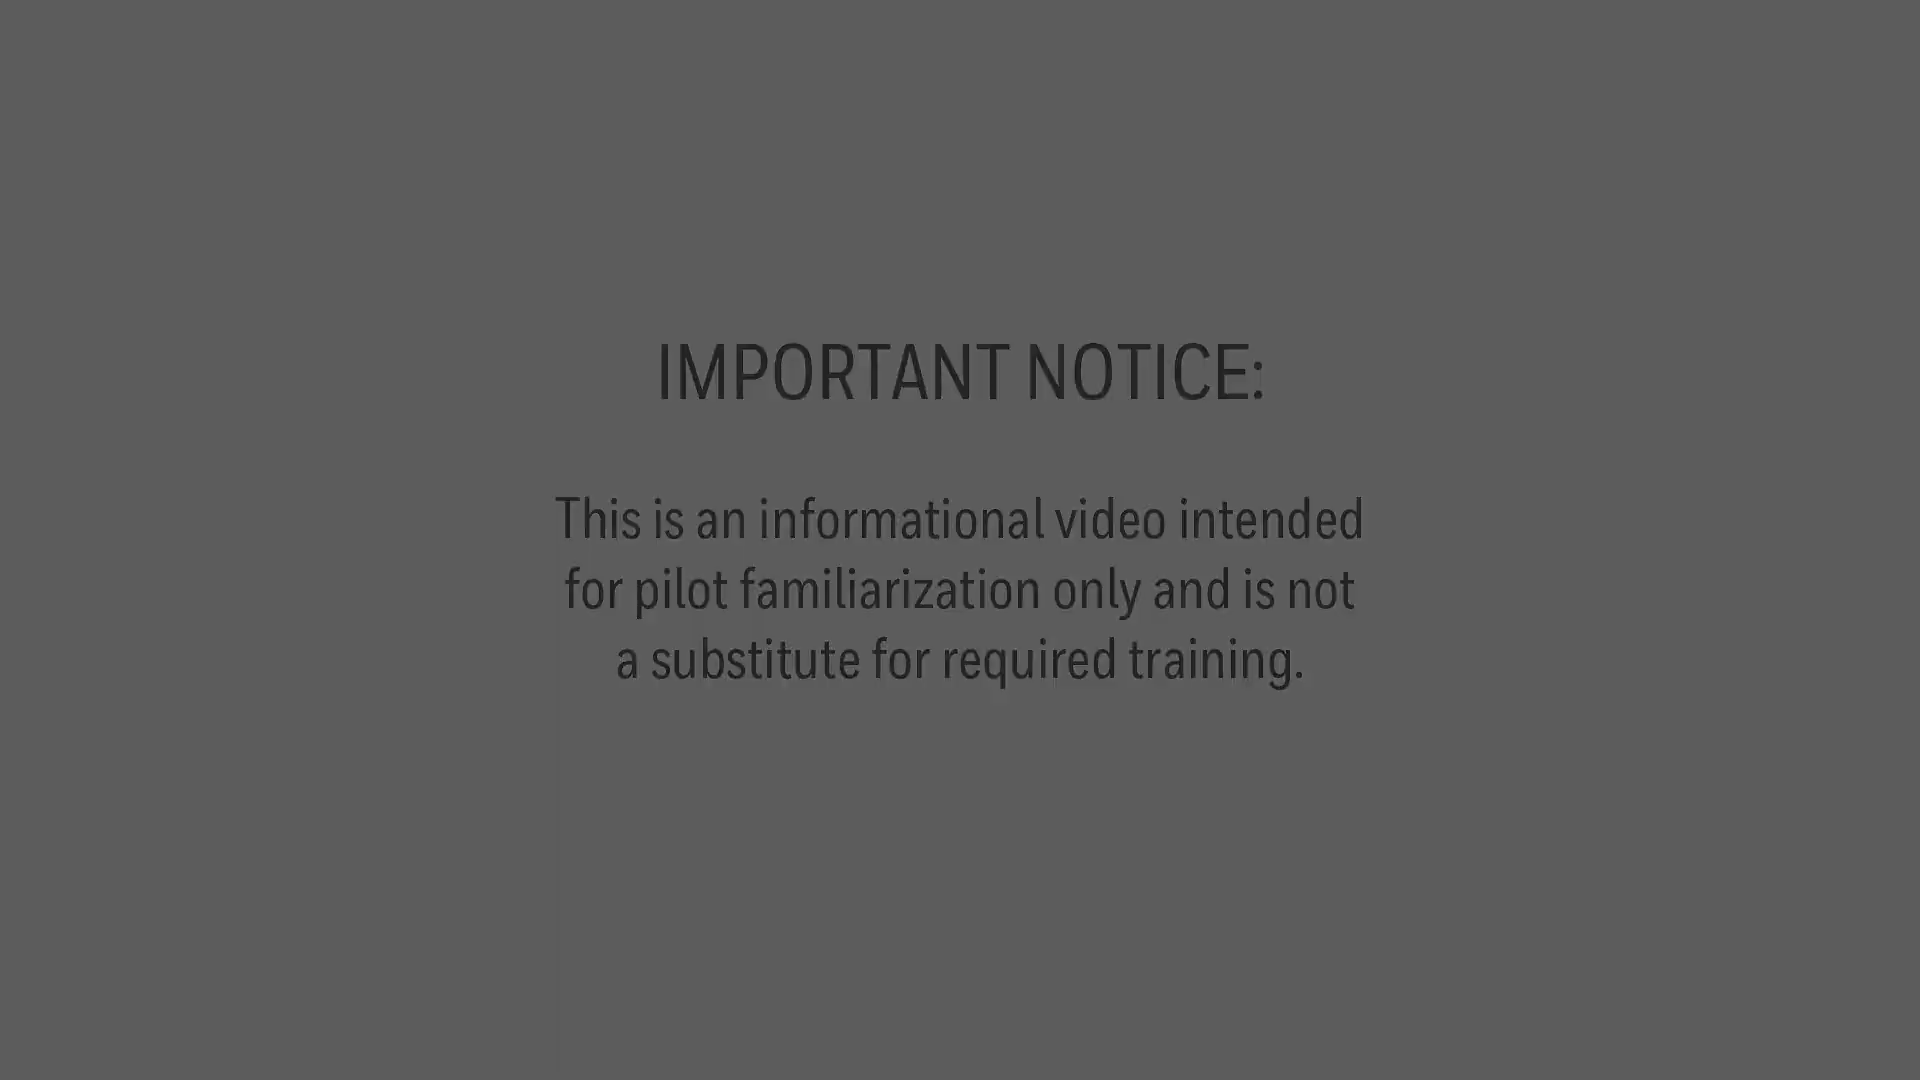 IMPORTANT NOTICE:
This is an informational video intended
for pilot familiarization only and is not
a substitute for required training.